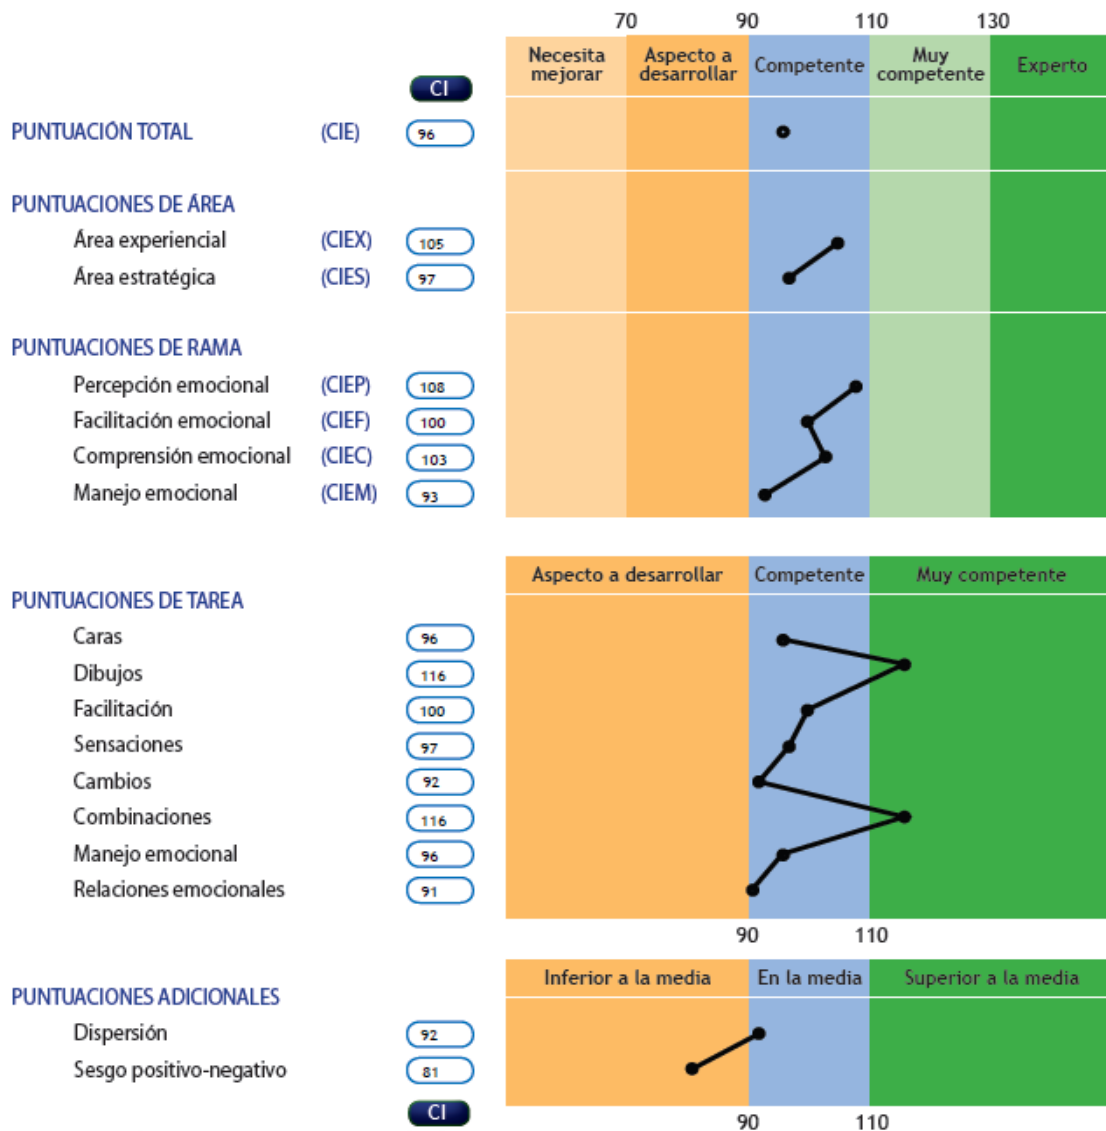 70 90 110 130
Necesita mejorar Aspecto a desarrollar Competente Muy competente Experto
CI
PUNTUACIÓN TOTAL (CIE) 96
PUNTUACIONES DE ÁREA
Área experiencial (CIEX) 105
Área estratégica (CIES) 97
PUNTUACIONES DE RAMA
Percepción emocional (CIEP) 108
Facilitación emocional (CIEF) 100
Comprensión emocional (CIEC) 103
Manejo emocional (CIEM) 93
Aspecto a desarrollar Competente Muy competente
PUNTUACIONES DE TAREA
Caras 96
Dibujos 116
Facilitación 100
Sensaciones 97
Cambios 92
Combinaciones 116
Manejo emocional 96
Relaciones emocionales 91
90 110
Inferior a la media En la media Superior a la media
PUNTUACIONES ADICIONALES
Dispersión 92
Sesgo positivo-negativo 81
CI
90 110